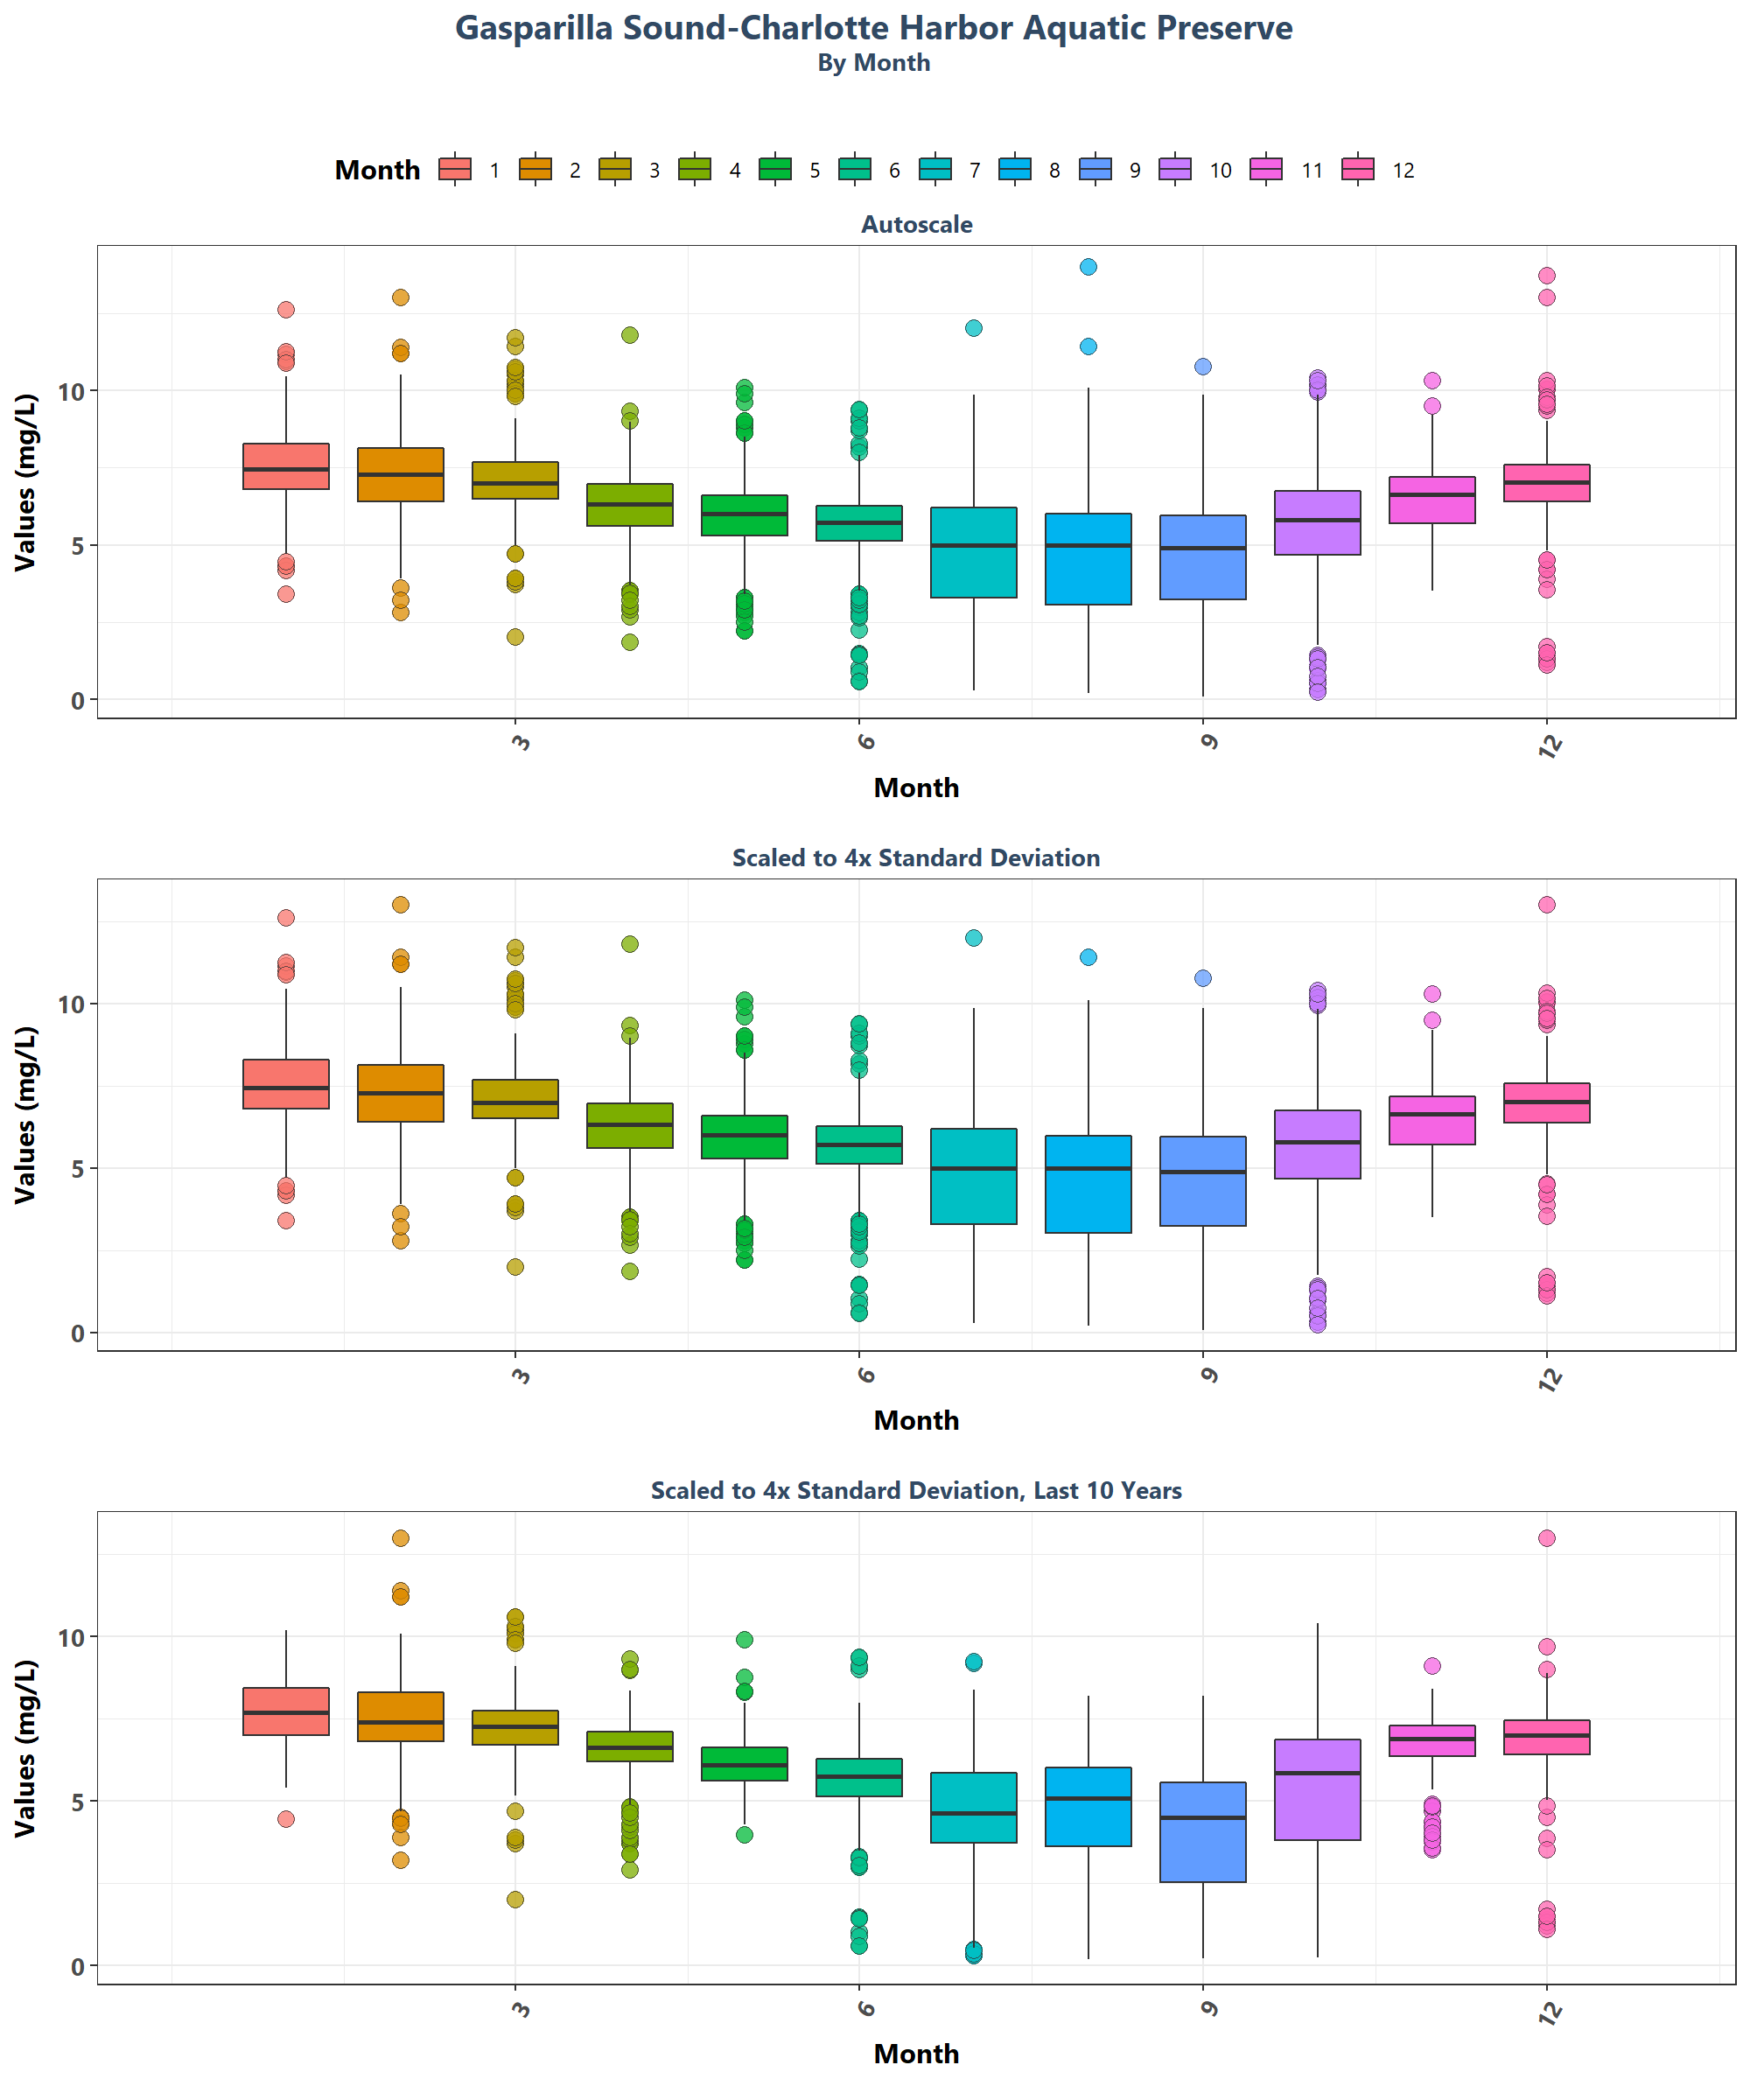 Gasparilla Sound-Charlotte Harbor Aquatic Preserve
By Month
Month 1 2 3 4 5 6 7 8 9 10 11 12
Autoscale
Values (mg/L)
10
5
0
3 6 9 12
Month
Scaled to 4x Standard Deviation
Values (mg/L)
10
5
0
3 6 9 12
Month
Scaled to 4x Standard Deviation, Last 10 Years
Values (mg/L)
10
5
0
3 6 9 12
Month